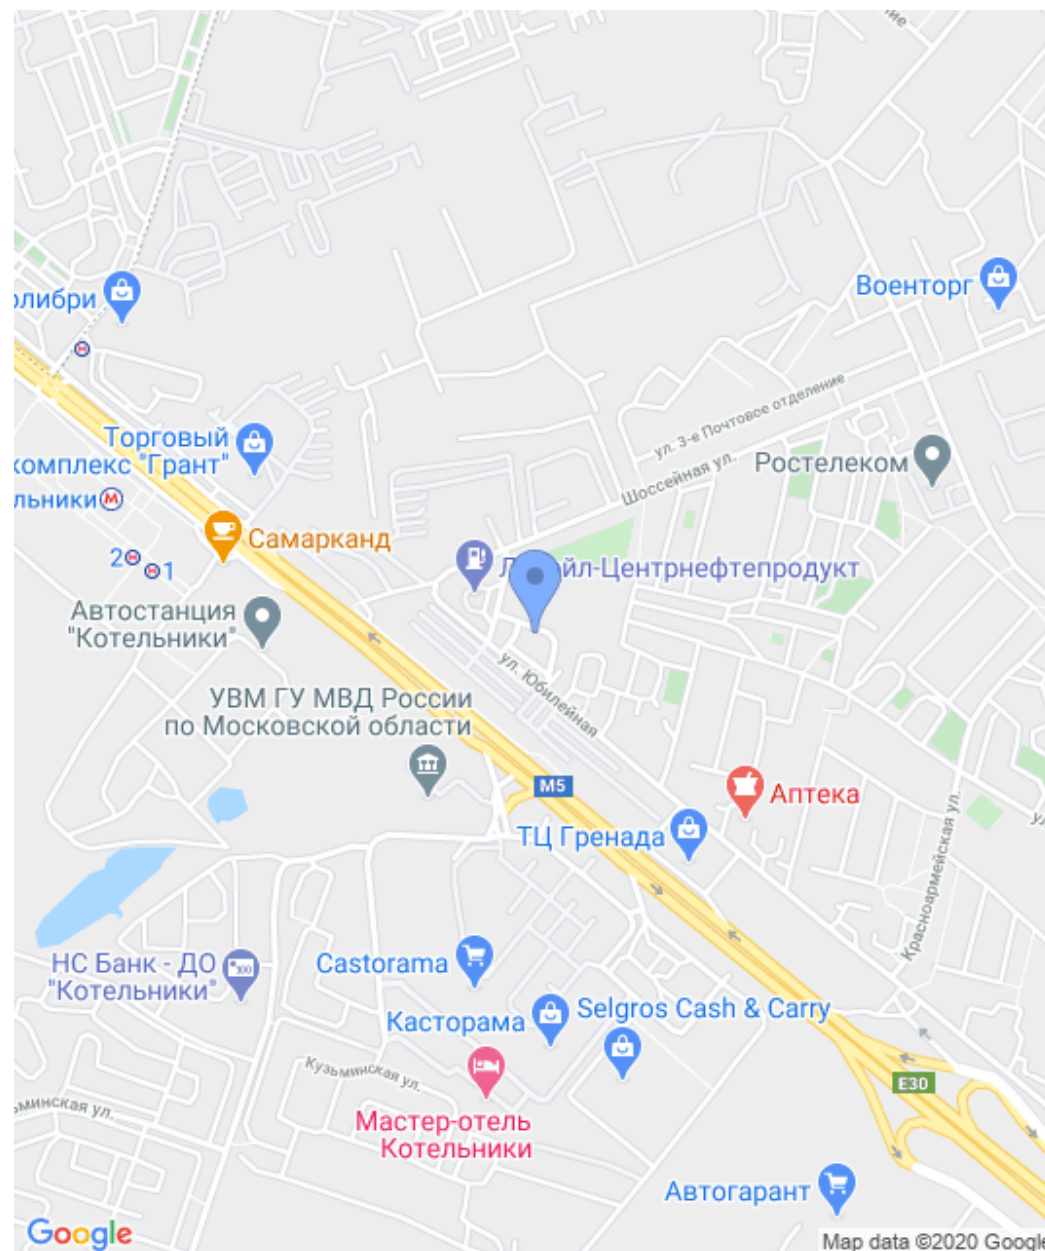 ние
олибри
Военторг
ул. 3-е Почтовое отделение
Торговый
комплекс "Грант"
Шоссейная ул.
Ростелеком
льники
M
Самарканд
2
1
йл-Центрнефтепродукт
Автостанция
"Котельники"
ул. Юбилейная
УВМ ГУ МВД России
по Московской области
M5
Аптека
ТЦ Гренада
Красноармейская ул.
НС Банк - ДО
"Котельники"
Castorama
Касторама
Selgros Cash & Carry
Кузьминская ул.
E30
ьминская ул.
Мастер-отель
Котельники
Автогарант
Google
Map data ©2020 Google